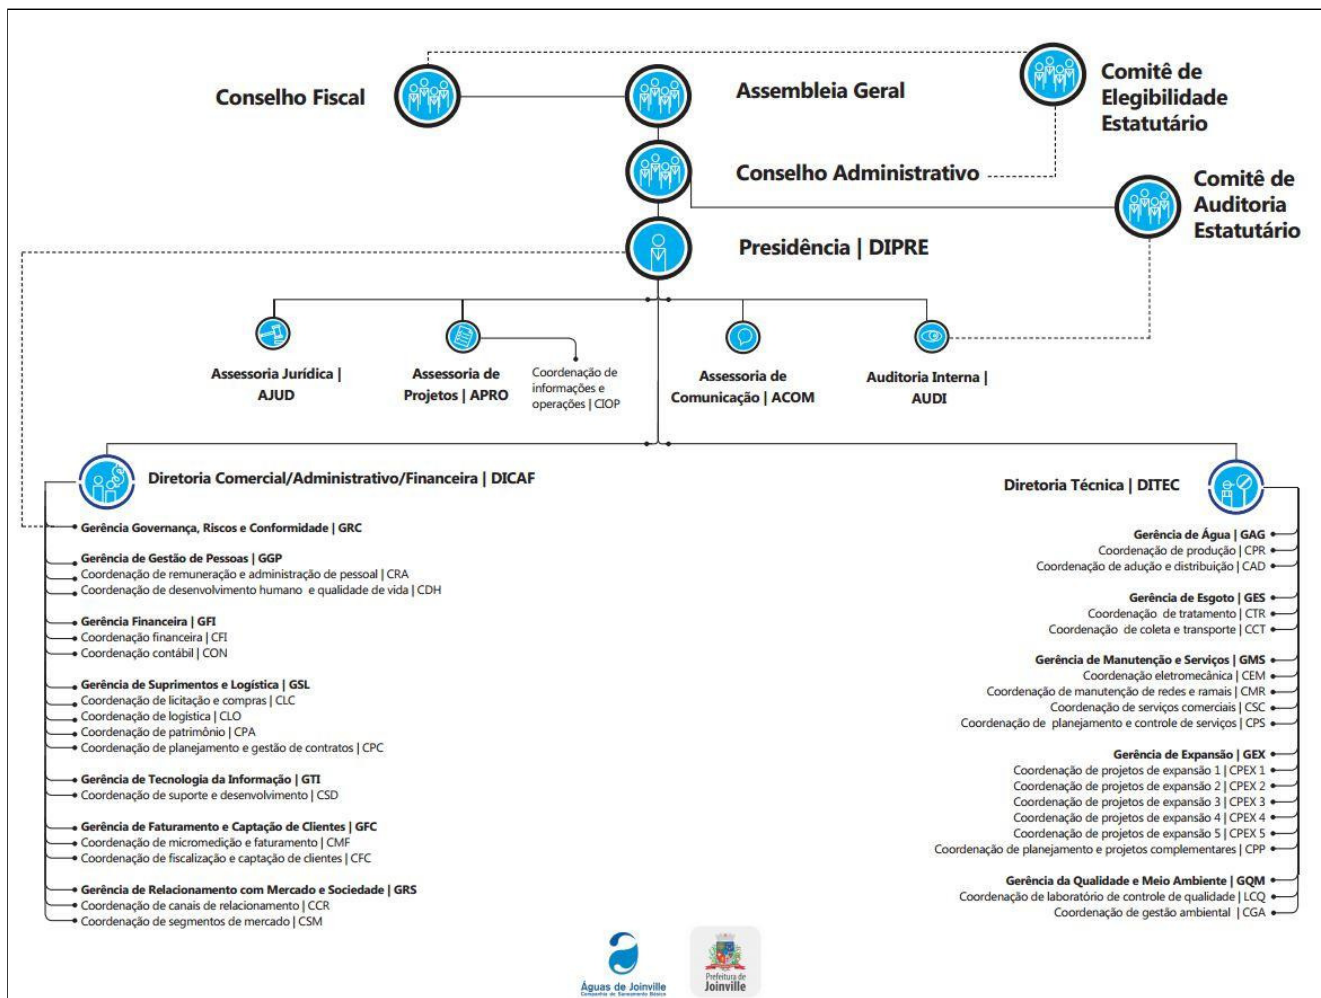 Conselho Fiscal
Assembleia Geral
Comitê de
Elegibilidade
Estatutário
Conselho Administrativo
Comitê de
Auditoria
Estatutário
Presidência | DIPRE
Assessoria Jurídica |
AJUD
Assessoria de
Projetos | APRO
Coordenação de
informações e
operações | CIOP
Assessoria de
Comunicação | ACOM
Auditoria Interna |
AUDI
Diretoria Comercial/Administrativo/Financeira | DICAF
Gerência Governança, Riscos e Conformidade | GRC
Gerência de Gestão de Pessoas | GGP
Coordenação de remuneração e administração de pessoal | CRA
Coordenação de desenvolvimento humano e qualidade de vida | CDH
Gerência Financeira | GFI
Coordenação financeira | CFI
Coordenação contábil | CON
Gerência de Suprimentos e Logística | GSL
Coordenação de licitação e compras | CLC
Coordenação de logística | CLO
Coordenação de patrimônio | CPA
Coordenação de planejamento e gestão de contratos | CPC
Gerência de Tecnologia da Informação | GTI
Coordenação de suporte e desenvolvimento | CSD
Gerência de Faturamento e Captação de Clientes | GFC
Coordenação de micromedição e faturamento | CMF
Coordenação de fiscalização e captação de clientes | CFC
Gerência de Relacionamento com Mercado e Sociedade | GRS
Coordenação de canais de relacionamento | CCR
Coordenação de segmentos de mercado | CSM
Diretoria Técnica | DITEC
Gerência de Água | GAG
Coordenação de produção | CPR
Coordenação de adução e distribuição | CAD
Gerência de Esgoto | GES
Coordenação de tratamento | CTR
Coordenação de coleta e transporte | CCT
Gerência de Manutenção e Serviços | GMS
Coordenação eletromecânica | CEM
Coordenação de manutenção de redes e ramais | CMR
Coordenação de serviços comerciais | CSC
Coordenação de planejamento e controle de serviços | CPS
Gerência de Expansão | GEX
Coordenação de projetos de expansão 1 | CPEX 1
Coordenação de projetos de expansão 2 | CPEX 2
Coordenação de projetos de expansão 3 | CPEX 3
Coordenação de projetos de expansão 4 | CPEX 4
Coordenação de projetos de expansão 5 | CPEX 5
Coordenação de planejamento e projetos complementares | CPP
Gerência da Qualidade e Meio Ambiente | GQM
Coordenação de laboratório de controle de qualidade | LCQ
Coordenação de gestão ambiental | CGA
Águas de Joinville
Companhia de Saneamento Básico
Prefeitura de
Joinville